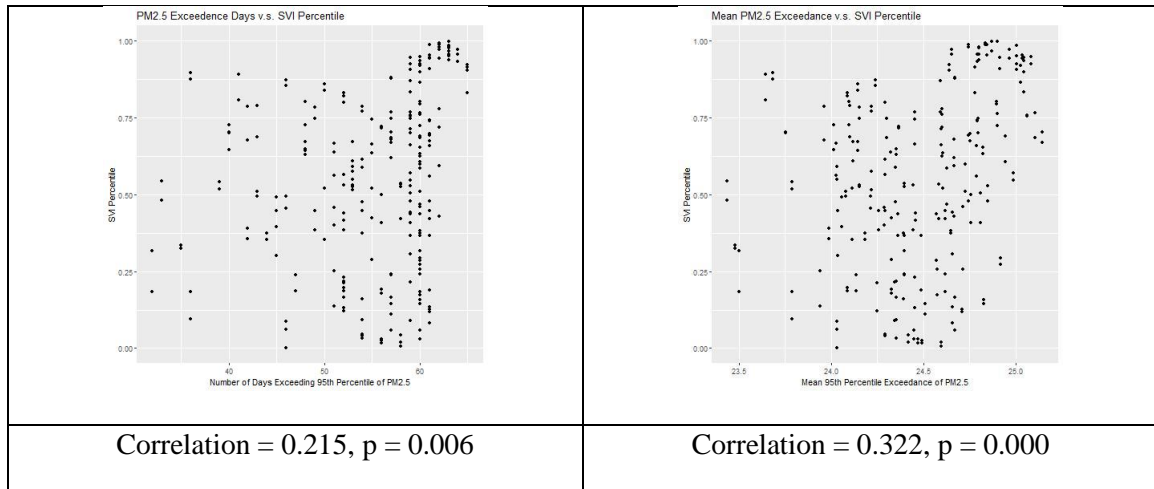 PM2.5 Exceedence Days v.s. SVI Percentile
1.00
0.75
0.50
0.25
0.00
SVI Percentile
40
50
60
Number of Days Exceeding 95th Percentile of PM2.5
Mean PM2.5 Exceedance v.s. SVI Percentile
1.00
0.75
0.50
0.25
0.00
SVI Percentile
23.5
24.0
24.5
25.0
Mean 95th Percentile Exceedance of PM2.5
Correlation = 0.215, p = 0.006
Correlation = 0.322, p = 0.000